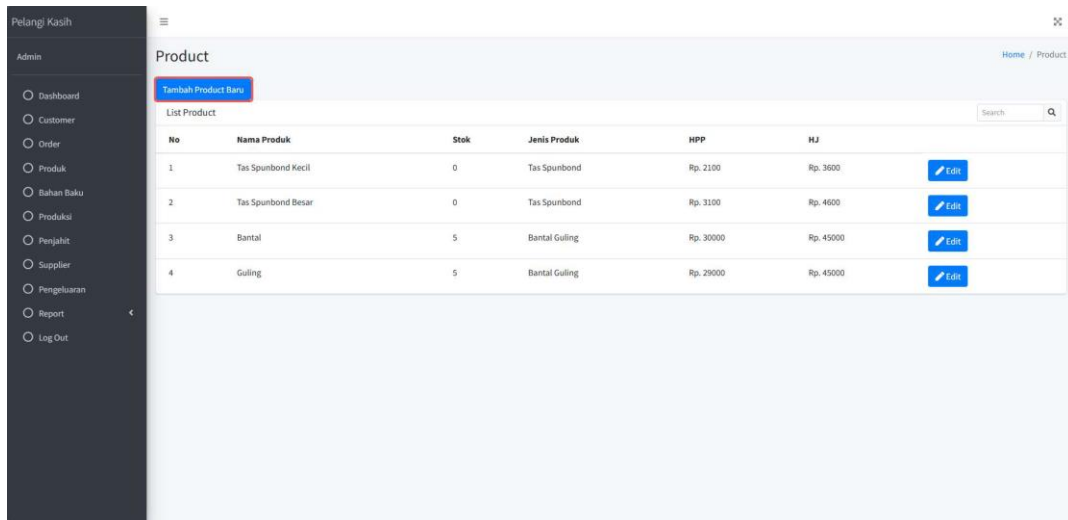 Pelangi Kasih
Admin
Dashboard
Customer
Order
Produk
Bahan Baku
Produksi
Penjahit
Supplier
Pengeluaran
Report
Log Out
Product
Home / Product
Tambah Product Baru
List Product
Search
No Nama Produk Stok Jenis Produk HPP HJ
1 Tas Spunbond Kecil 0 Tas Spunbond Rp. 2100 Rp. 3600 Edit
2 Tas Spunbond Besar 0 Tas Spunbond Rp. 3100 Rp. 4600 Edit
3 Bantal 5 Bantal Guling Rp. 30000 Rp. 45000 Edit
4 Guling 5 Bantal Guling Rp. 29000 Rp. 45000 Edit